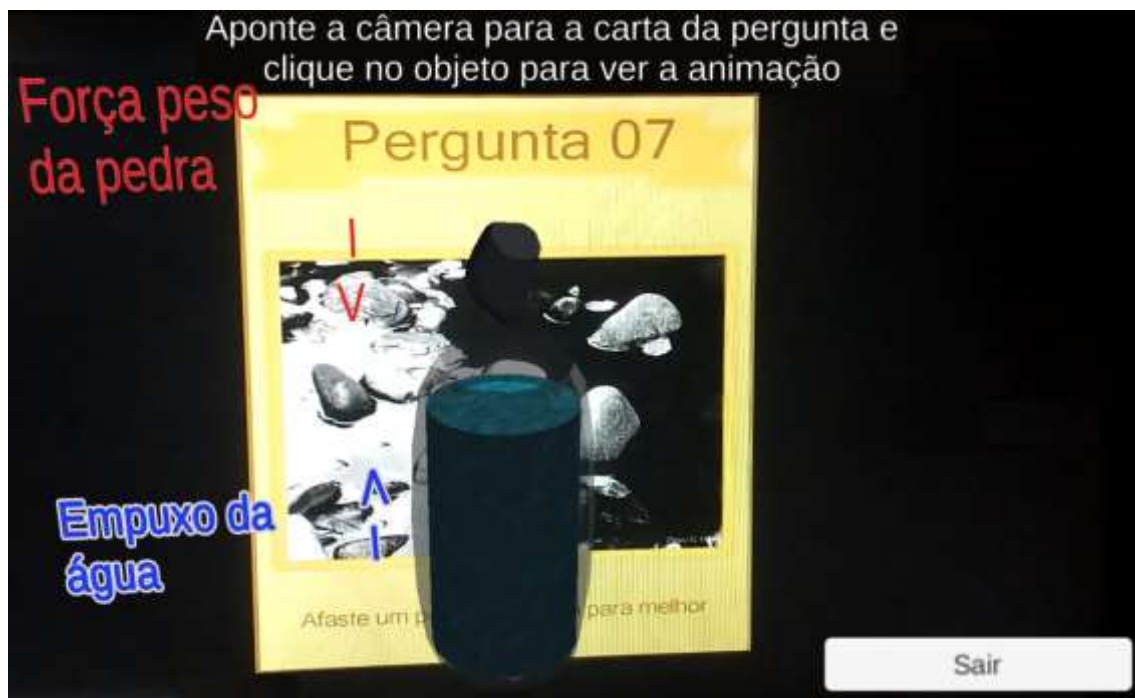 Aponte a câmera para a carta da pergunta e
clique no objeto para ver a animação
Força peso
da pedra
Pergunta 07
Empuxo da
água
Afaste um para melhor
Sair